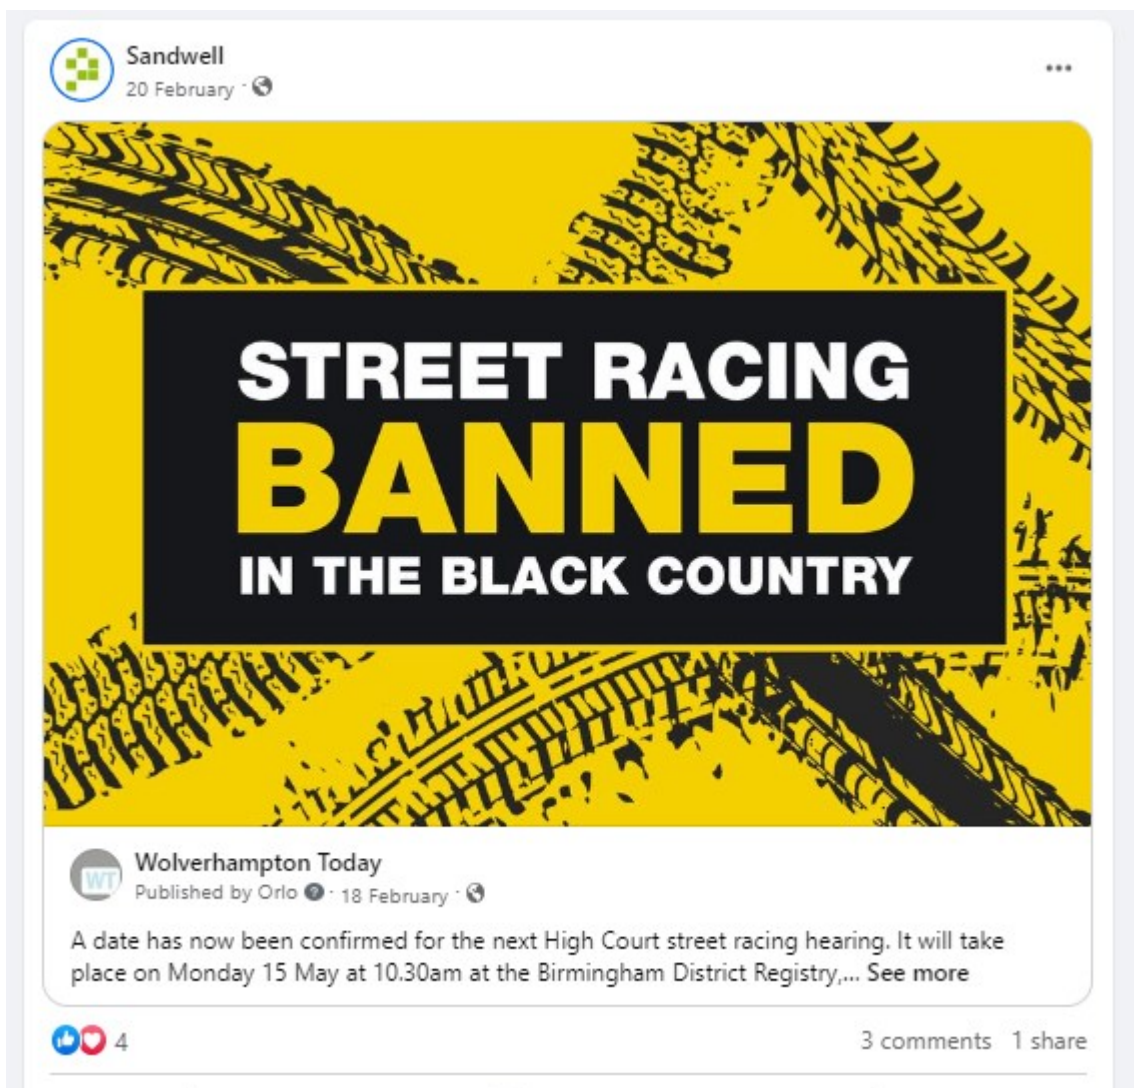 Sandwell
20 February ·
STREET RACING
BANNED
IN THE BLACK COUNTRY
WT
Wolverhampton Today
Published by Orlo ? · 18 February ·
A date has now been confirmed for the next High Court street racing hearing. It will take
place on Monday 15 May at 10.30am at the Birmingham District Registry,... See more
4
3 comments 1 share